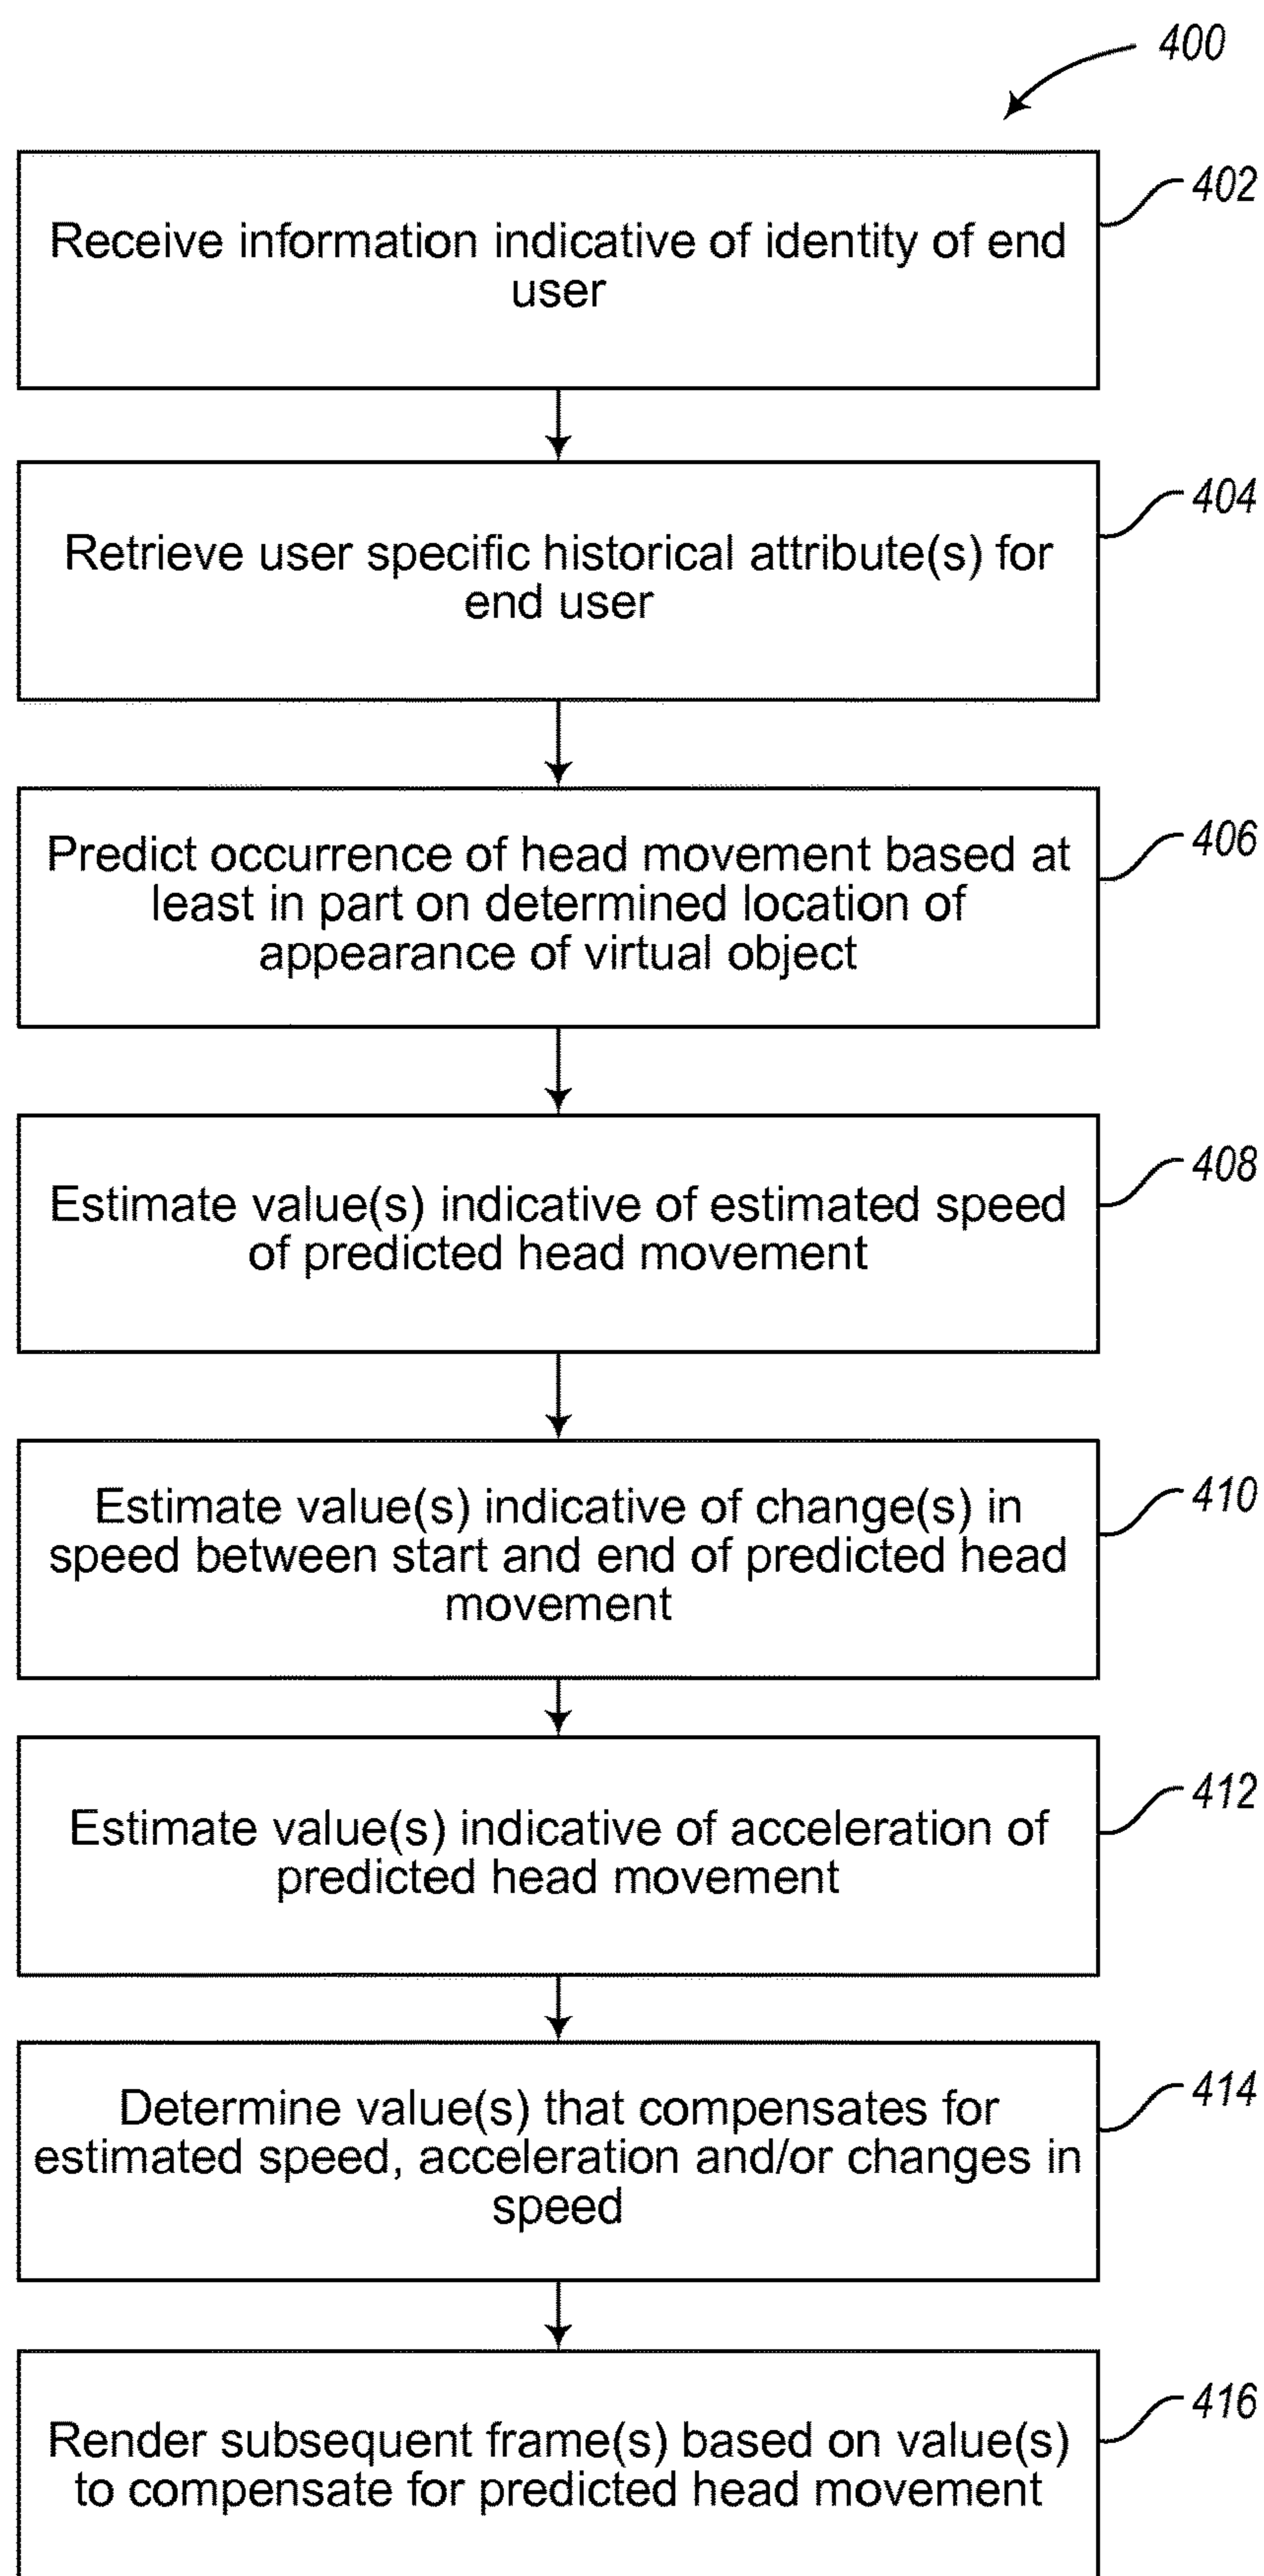 400
402
Receive information indicative of identity of end
user
404
Retrieve user specific historical attribute(s) for
end user
406
Predict occurrence of head movement based at
least in part on determined location of
appearance of virtual object
408
Estimate value(s) indicative of estimated speed
of predicted head movement
410
Estimate value(s) indicative of change(s) in
speed between start and end of predicted head
movement
412
Estimate value(s) indicative of acceleration of
predicted head movement
414
Determine value(s) that compensates for
estimated speed, acceleration and/or changes in
speed
416
Render subsequent frame(s) based on value(s)
to compensate for predicted head movement